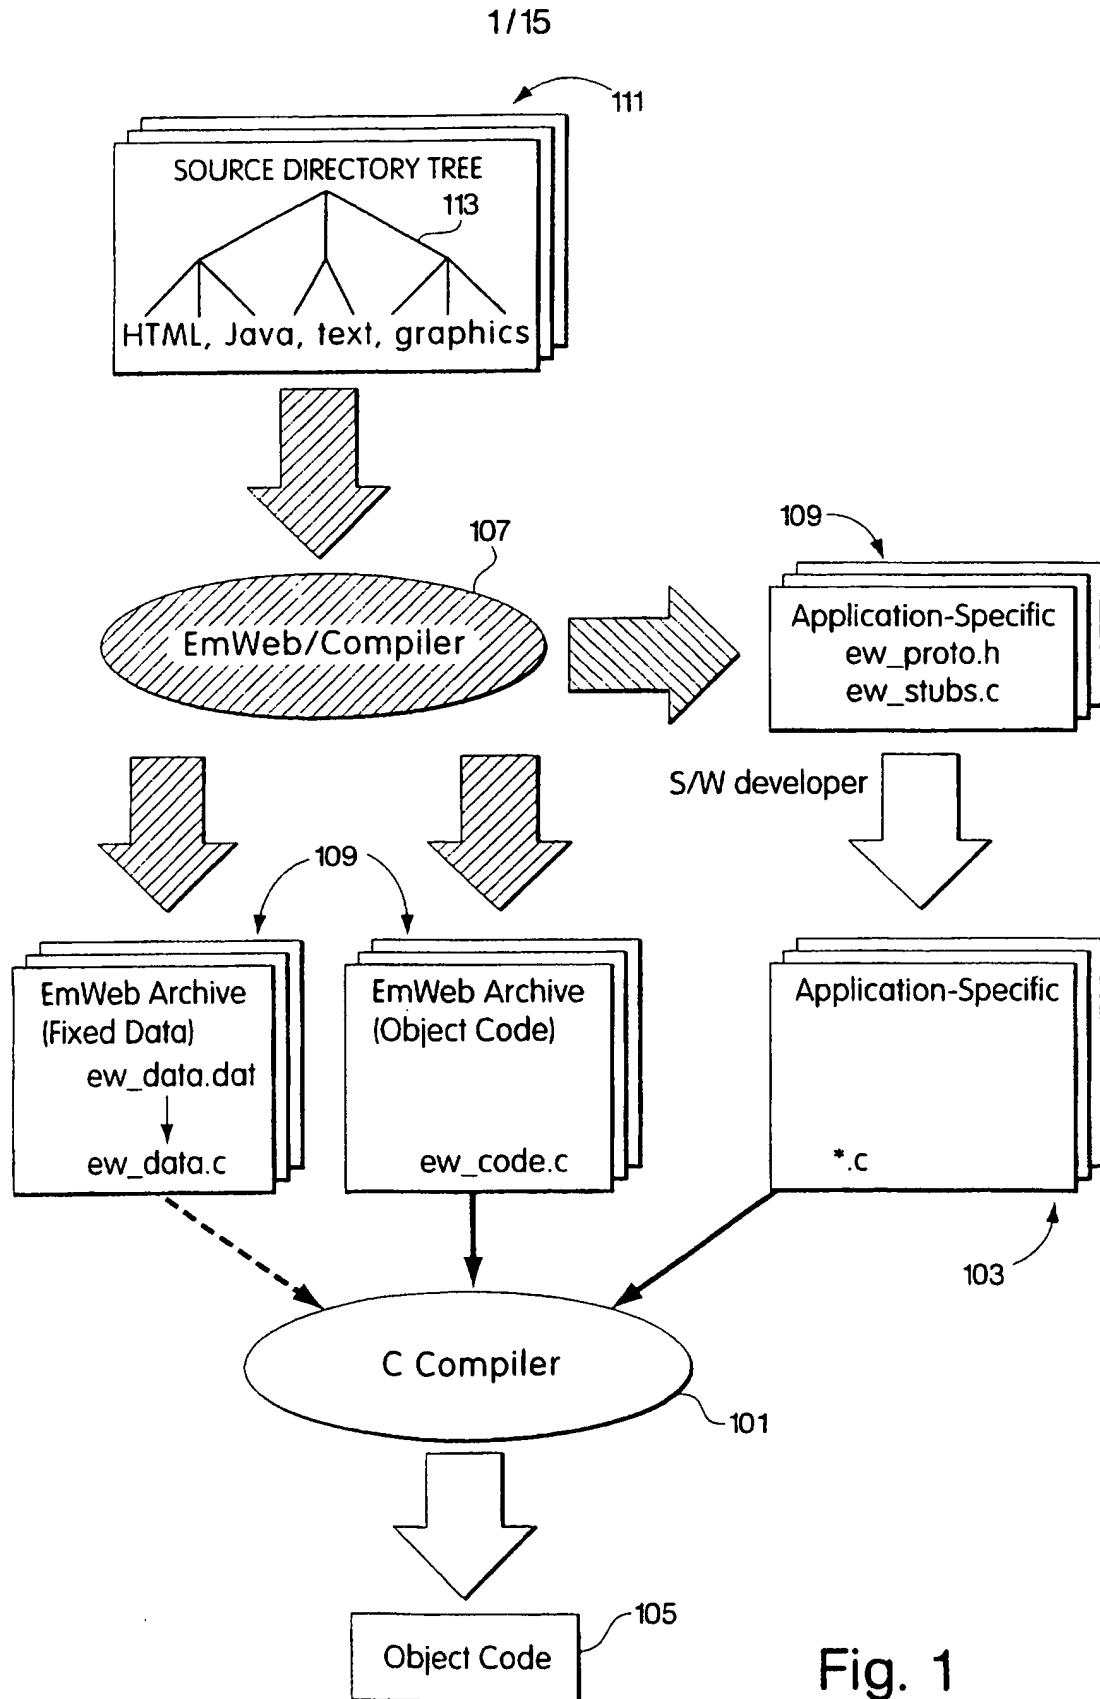 1/15
111
SOURCE DIRECTORY TREE
113
HTML, Java, text, graphics
107
109
EmWeb/Compiler
Application-Specific
ew_proto.h
ew_stubs.c
S/W developer
109
EmWeb Archive
(Fixed Data)
ew_data.dat
ew_data.c
EmWeb Archive
(Object Code)
ew_code.c
Application-Specific
*.c
103
C Compiler
101
105
Object Code
Fig. 1